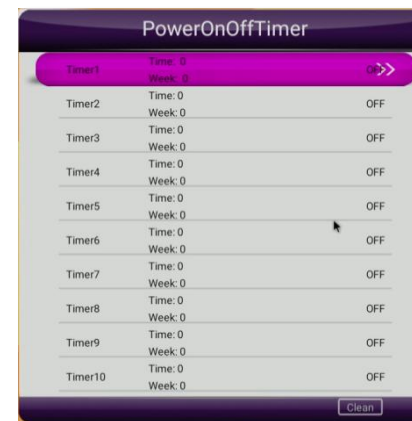 PowerOnOffTimer
Timer1 Time: 0 OFF
Week: 0
Timer2 Time: 0 OFF
Week: 0
Timer3 Time: 0 OFF
Week: 0
Timer4 Time: 0 OFF
Week: 0
Timer5 Time: 0 OFF
Week: 0
Timer6 Time: 0 OFF
Week: 0
Timer7 Time: 0 OFF
Week: 0
Timer8 Time: 0 OFF
Week: 0
Timer9 Time: 0 OFF
Week: 0
Timer10 Time: 0 OFF
Week: 0
Clean